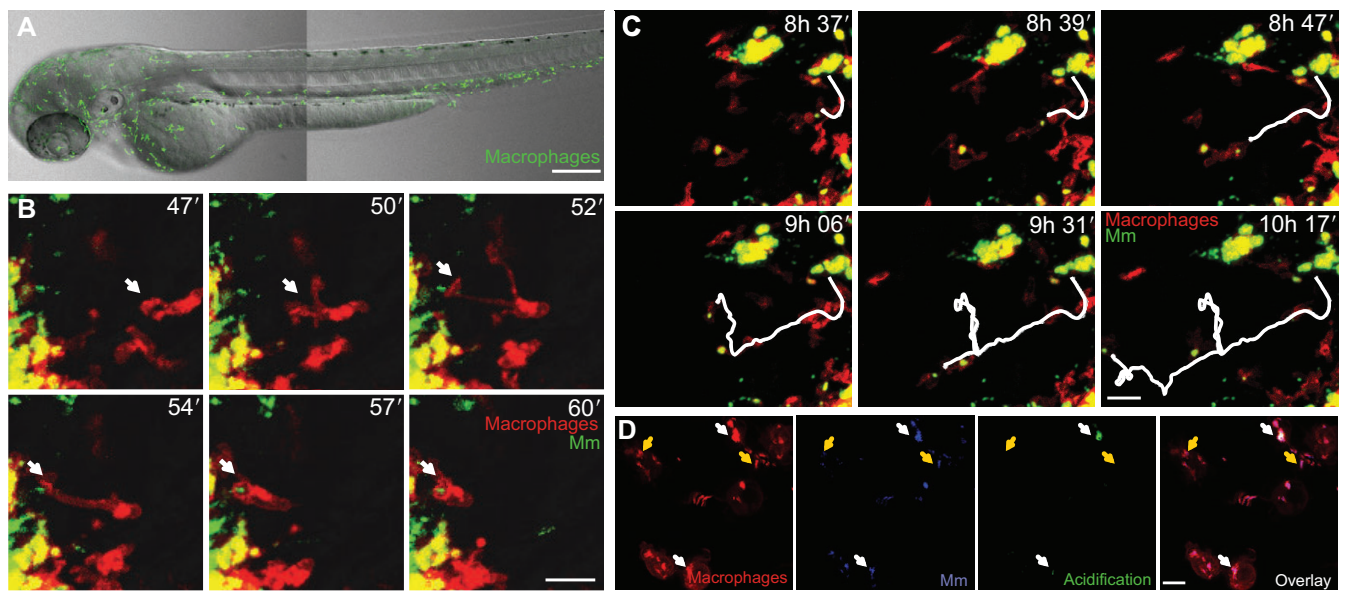 A
Macrophages
B
47′
50′
52′
54′
57′
60′
Macrophages
Mm
C
8h 37′
8h 39′
8h 47′
9h 06′
9h 31′
10h 17′
Macrophages
Mm
D
Macrophages
Mm
Acidification
Overlay